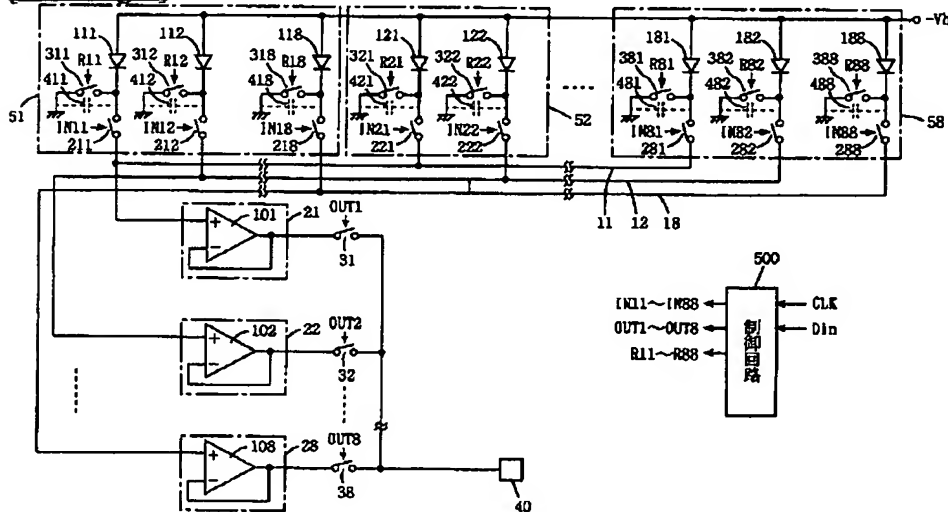 -Vb
111 112 118 121 122 181 182 188
311 R11 312 R12 318 R18 321 R21 322 R22 381 R81 382 R82 388 R88
411 412 418 421 422 481 482 488
51 IN11 IN12 IN18 IN21 IN22 52 IN81 IN82 IN88 58
211 212 218 221 222 281 282 288
11 12 18
101 21 OUT1
+
-
31
500
IN11~IN88 CLK
OUT1~OUT8 Din
R11~R88
制御回路
102 22 OUT2
+
-
32
108 28 OUT8
+
-
38
40